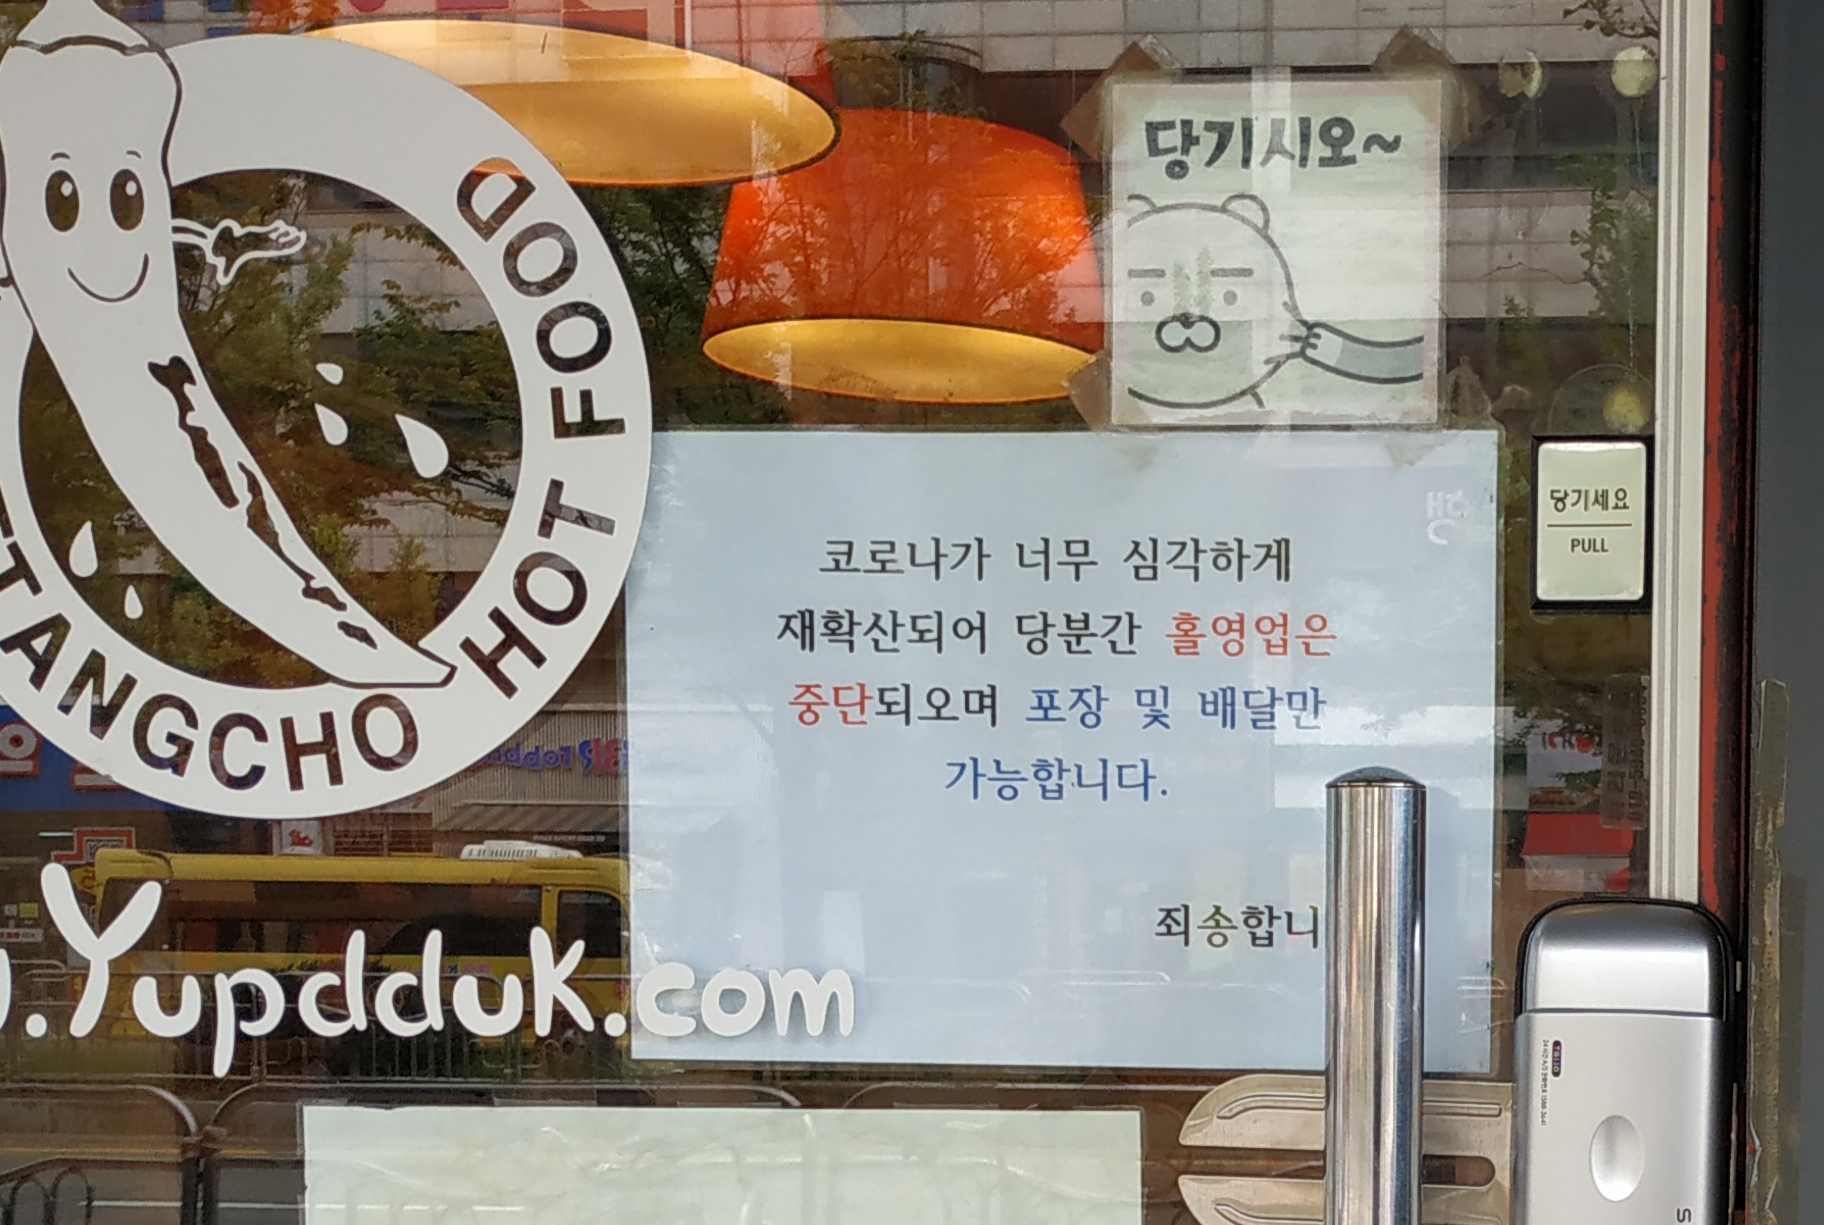 TANGCHO HOT FOOD
당기시오~
당기세요
PULL
코로나가 너무 심각하게
재확산되어 당분간 홀영업은
중단되오며 포장 및 배달만
가능합니다.
죄송합니
.Yupdduk.com